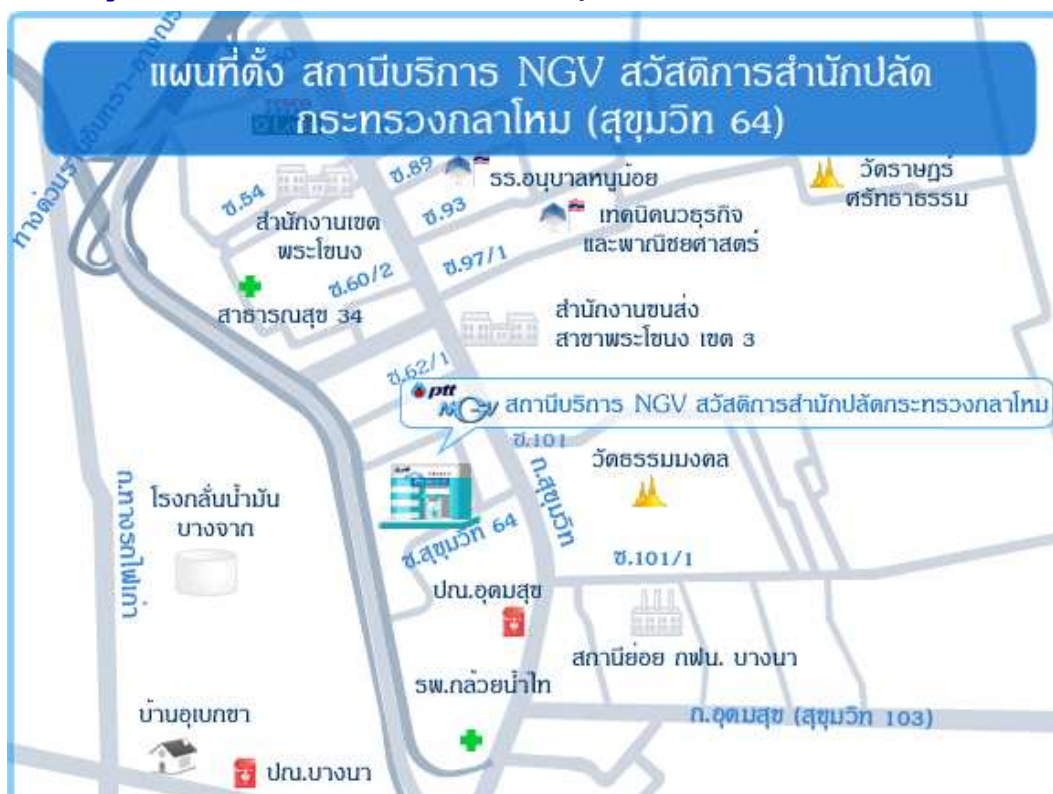 แผนที่ตั้ง สถานีบริการ NGV สวัสดิการสำนักปลัด
กระทรวงกลาโหม (สุขุมวิท 64)
ซ.89
รร.อนุบาลหนูน้อย
วัดราษฎร์
ศรัทธาธรรม
ซ.54
สำนักงานเขต
พระโขนง
ซ.93
เทคนิคนวธุรกิจ
และพาณิชยศาสตร์
ซ.97/1
ซ.60/2
สาธารณสุข 34
สำนักงานขนส่ง
สาขาพระโขนง เขต 3
ซ.62/1
ptt
NGV
สถานีบริการ NGV สวัสดิการสำนักปลัดกระทรวงกลาโหม
ซ.101
ถ.สุขุมวิท
วัดธรรมมงคล
ถ.ทางรถไฟเก่า
โรงกลั่นน้ำมัน
บางจาก
ซ.สุขุมวิท 64
ซ.101/1
ปณ.อุดมสุข
สถานีย่อย กฟน. บางนา
รพ.กล้วยน้ำไท
ถ.อุดมสุข (สุขุมวิท 103)
บ้านอุเบกขา
ปณ.บางนา